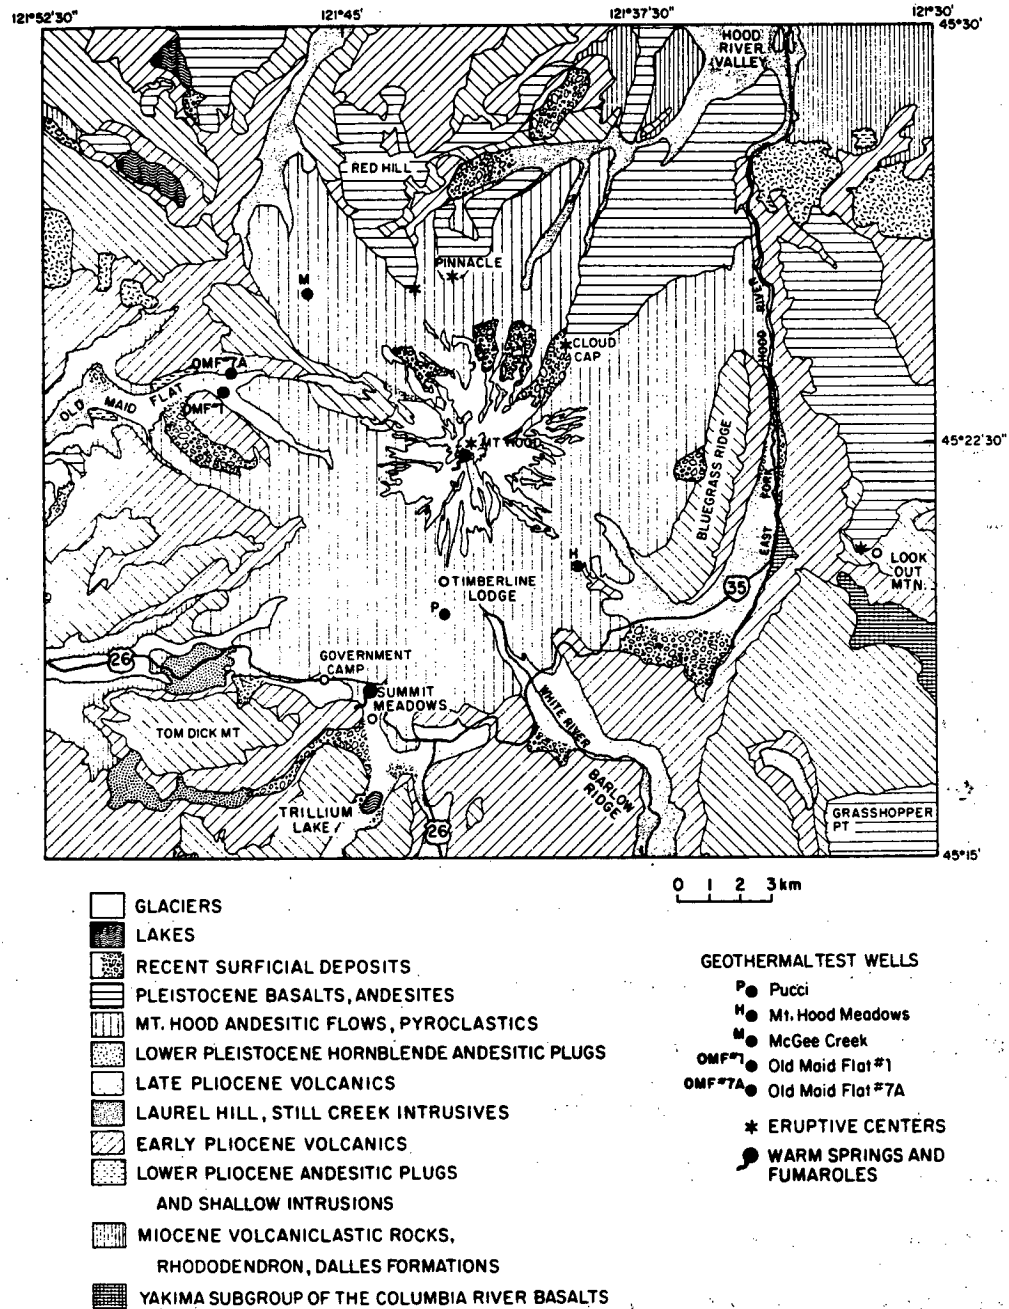 121°52'30"
121°45'
121°37'30"
121°30'
45°30'
HOOD
RIVER
VALLEY
RED HILL
PINNACLE
M
CLOUD
CAP
OMF#7A
OLD MAID FLAT
OMF#1
MT HOOD
45°22'30"
BLUEGRASS RIDGE
EAST FORK HOOD RIVER
H
LOOK
OUT
MTN.
TIMBERLINE
LODGE
P
35
GOVERNMENT
CAMP
26
SUMMIT
MEADOWS
WHITE RIVER
TOM DICK MT
BARLOW
RIDGE
TRILLIUM
LAKE
26
GRASSHOPPER
PT
45°15'
0 1 2 3 km
GLACIERS
LAKES
RECENT SURFICIAL DEPOSITS
PLEISTOCENE BASALTS, ANDESITES
MT. HOOD ANDESITIC FLOWS, PYROCLASTICS
LOWER PLEISTOCENE HORNBLENDE ANDESITIC PLUGS
LATE PLIOCENE VOLCANICS
LAUREL HILL, STILL CREEK INTRUSIVES
EARLY PLIOCENE VOLCANICS
LOWER PLIOCENE ANDESITIC PLUGS
AND SHALLOW INTRUSIONS
MIOCENE VOLCANICLASTIC ROCKS,
RHODODENDRON, DALLES FORMATIONS
YAKIMA SUBGROUP OF THE COLUMBIA RIVER BASALTS
GEOTHERMAL TEST WELLS
P Pucci
H Mt. Hood Meadows
M McGee Creek
OMF#1 Old Maid Flat #1
OMF#7A Old Maid Flat #7A
ERUPTIVE CENTERS
WARM SPRINGS AND
FUMAROLES